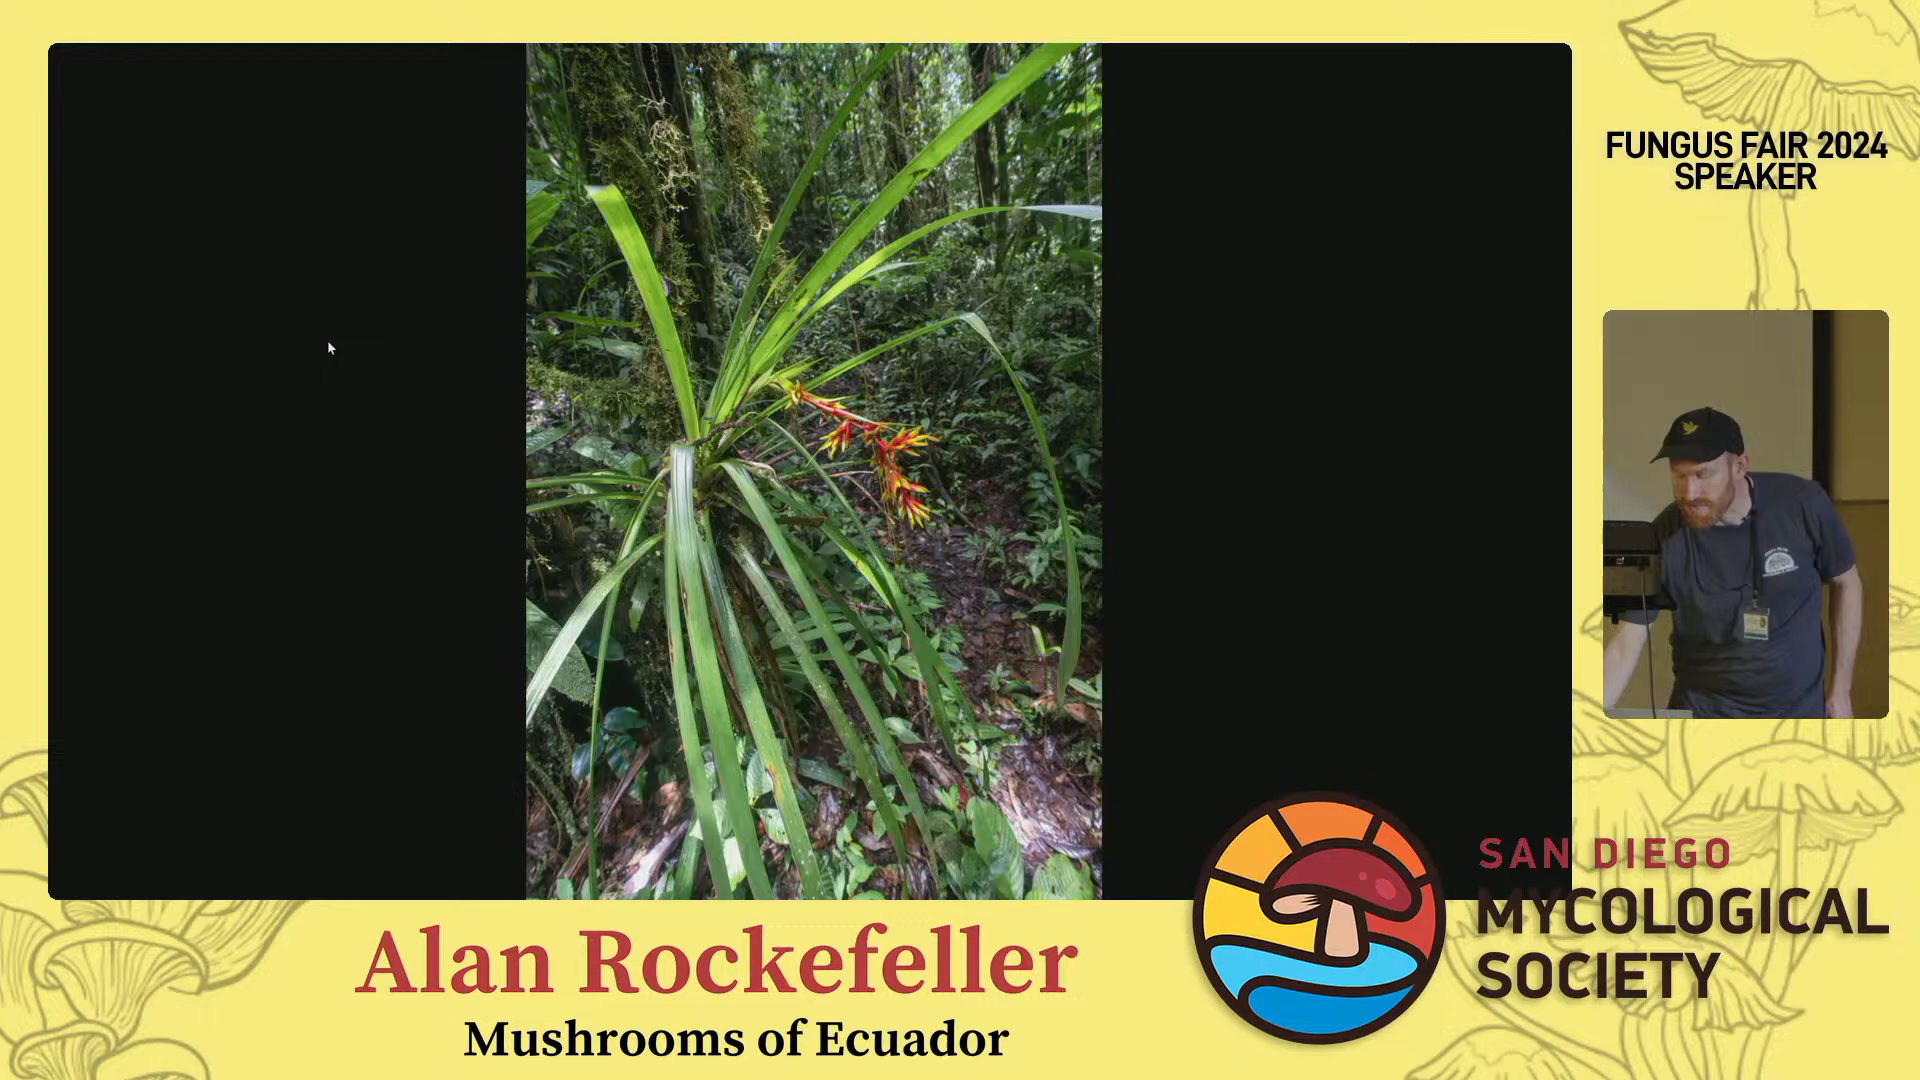 FUNGUS FAIR 2024
SPEAKER
Alan Rockefeller
Mushrooms of Ecuador
SAN DIEGO
MYCOLOGICAL
SOCIETY